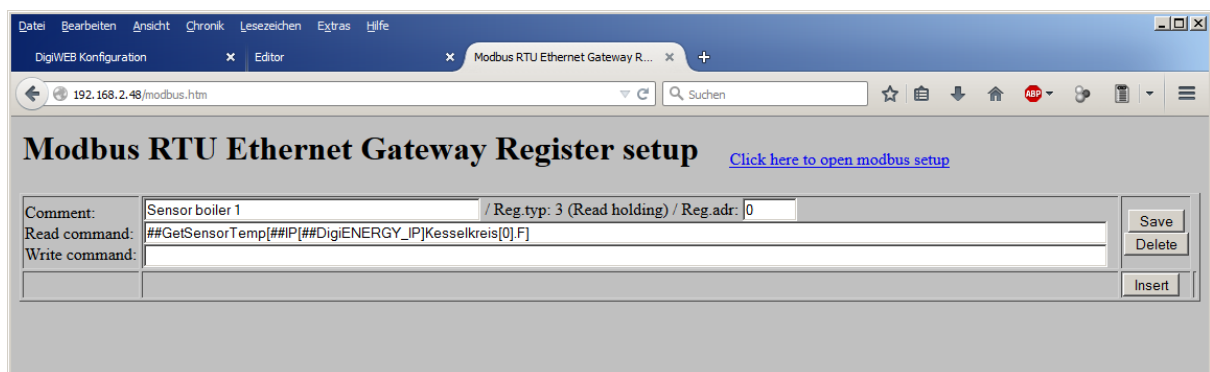 Datei Bearbeiten Ansicht Chronik Lesezeichen Extras Hilfe
DigiWEB Konfiguration Editor Modbus RTU Ethernet Gateway R...
192.168.2.48/modbus.htm Suchen ABP
Modbus RTU Ethernet Gateway Register setup Click here to open modbus setup
Comment: Sensor boiler 1 / Reg.typ: 3 (Read holding) / Reg.adr: 0
Save
Read command: ##GetSensorTemp[##IP[##DigiENERGY_IP]Kesselkreis[0].F]
Delete
Write command:
Insert